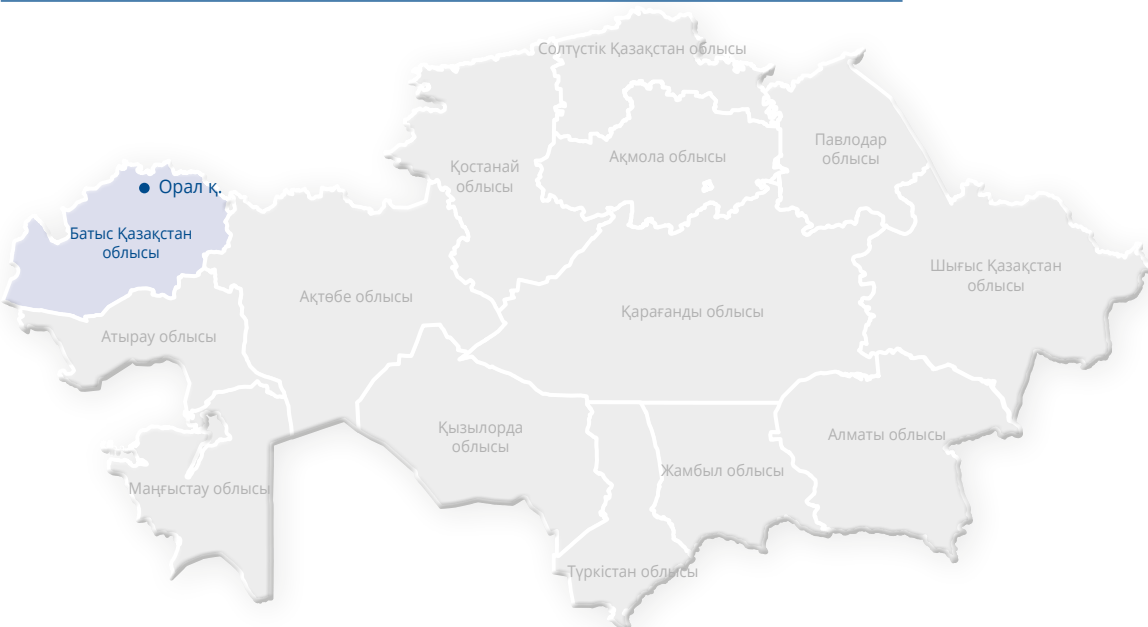 Солтүстік Қазақстан облысы
Павлодар
облысы
Ақмола облысы
Қостанай
облысы
Орал қ.
Батыс Қазақстан
облысы
Шығыс Қазақстан
облысы
Ақтөбе облысы
Қарағанды облысы
Атырау облысы
Қызылорда
облысы
Алматы облысы
Жамбыл облысы
Маңғыстау облысы
Түркістан облысы